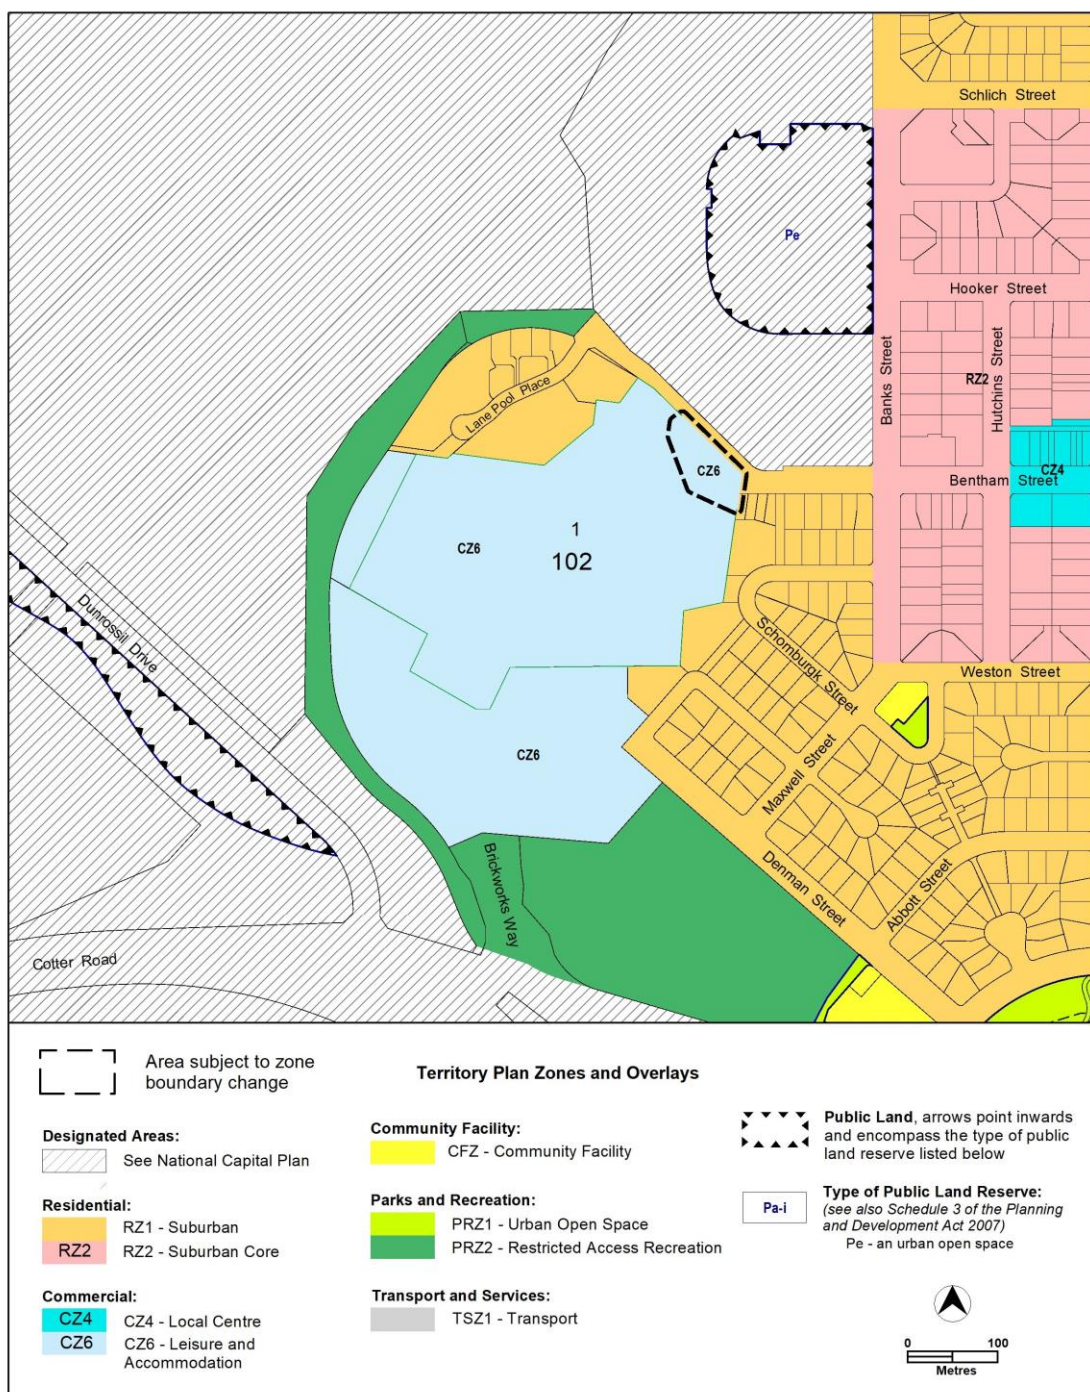 Schlich Street
Pe
Hooker Street
Banks Street
RZ2
Hutchins Street
Lane Pool Place
CZ6
CZ4
Bentham Street
1
102
CZ6
Dunrossil Drive
Schomburgk Street
Weston Street
CZ6
Maxwell Street
Brickworks Way
Denman Street
Abbott Street
Cotter Road
Area subject to zone
boundary change
Territory Plan Zones and Overlays
Designated Areas:
See National Capital Plan
Residential:
RZ1 - Suburban
RZ2
RZ2 - Suburban Core
Commercial:
CZ4
CZ4 - Local Centre
CZ6
CZ6 - Leisure and
Accommodation
Community Facility:
CFZ - Community Facility
Parks and Recreation:
PRZ1 - Urban Open Space
PRZ2 - Restricted Access Recreation
Transport and Services:
TSZ1 - Transport
Public Land, arrows point inwards
and encompass the type of public
land reserve listed below
Pa-i
Type of Public Land Reserve:
(see also Schedule 3 of the Planning
and Development Act 2007)
Pe - an urban open space
0 100
Metres